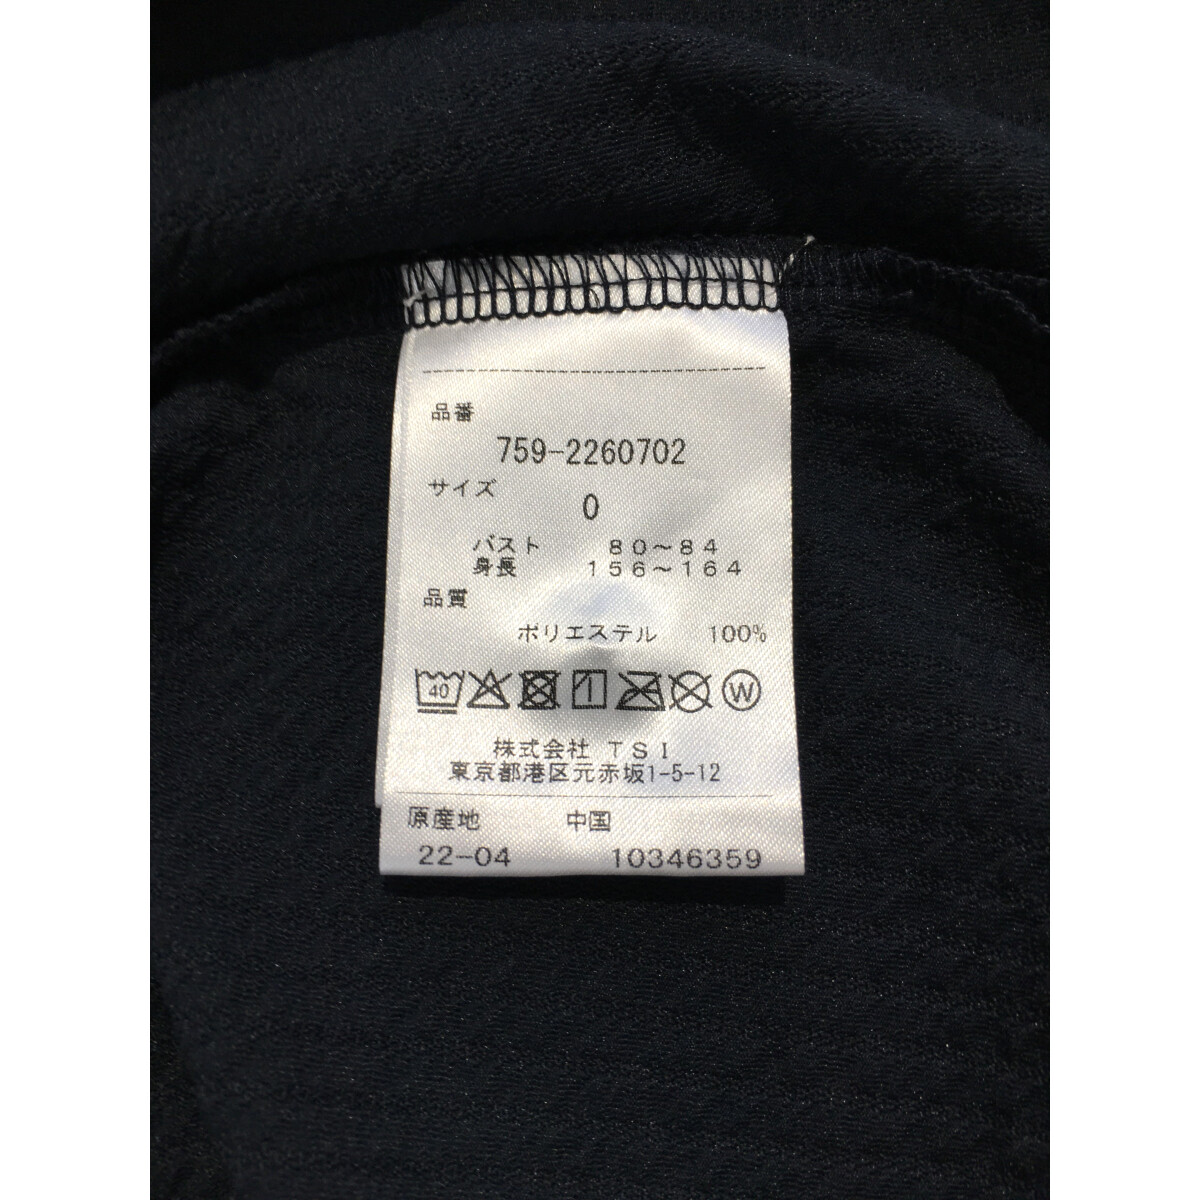 品番
759-2260702
サイズ
0
バスト 80～84
身長 156～164
品質
ポリエステル 100%
40 W
株式会社 TSI
東京都港区元赤坂1-5-12
原産地 中国
22-04 10346359